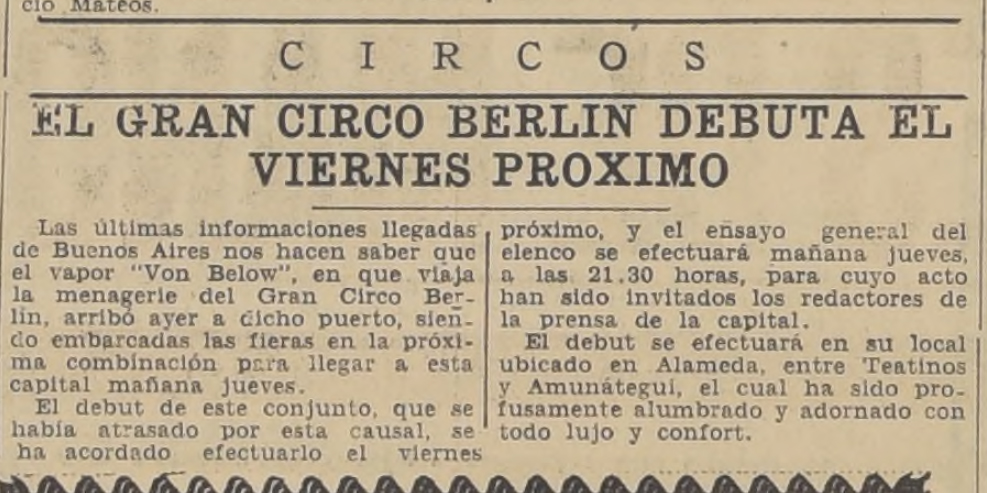 cio Mateos.
CIRCOS
EL GRAN CIRCO BERLIN DEBUTA EL
VIERNES PROXIMO
Las últimas informaciones llegadas
de Buenos Aires nos hacen saber que
el vapor "Von Below", en que viaja
la menagerie del Gran Circo Ber-
lin, arribó ayer a dicho puerto, sien-
do embarcadas las fieras en la próxi-
ma combinación para llegar a esta
capital mañana jueves.
El debut de este conjunto, que se
había atrasado por esta causal, se
ha acordado efectuarlo el viernes
próximo, y el ensayo general del
elenco se efectuará mañana jueves,
a las 21.30 horas, para cuyo acto
han sido invitados los redactores de
la prensa de la capital.
El debut se efectuará en su local
ubicado en Alameda, entre Teatinos
y Amunátegui, el cual ha sido pro-
fusamente alumbrado y adornado con
todo lujo y confort.